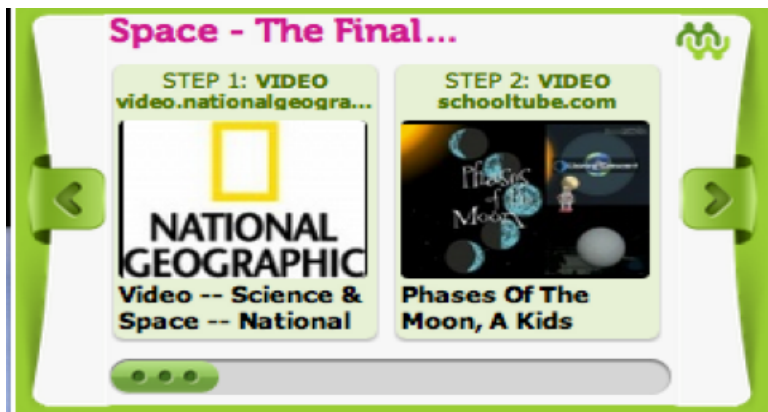 Space - The Final...
STEP 1: VIDEO
video.nationalgeogra...
NATIONAL
GEOGRAPHIC
Video -- Science &
Space -- National
STEP 2: VIDEO
schooltube.com
Phases
of the
Moon
Phases Of The
Moon, A Kids